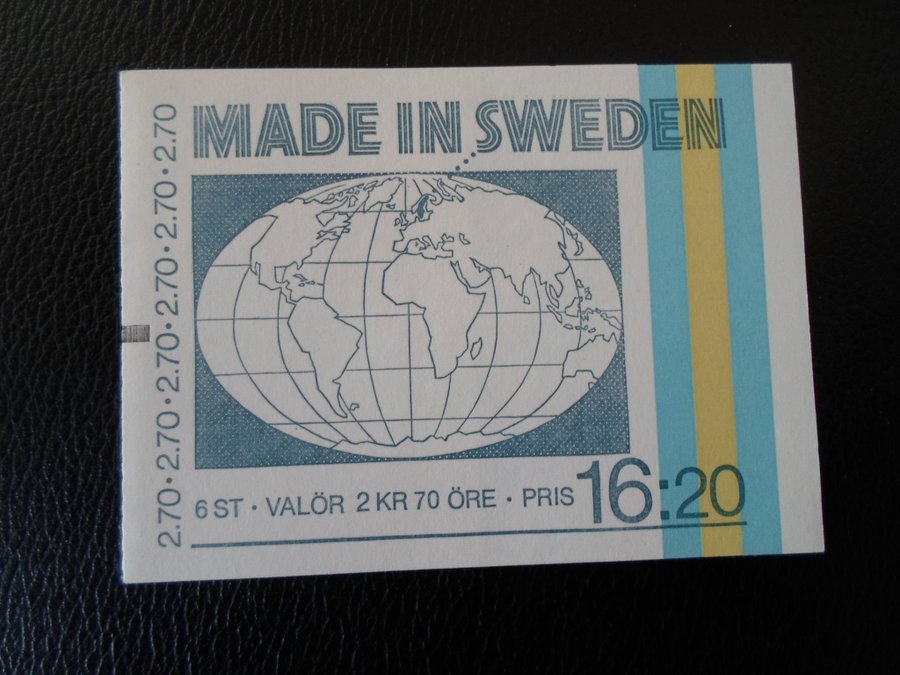 MADE IN SWEDEN
2.70·2.70·2.70·2.70·2.70·2.70
6 ST · VALÖR 2 KR 70 ÖRE · PRIS 16:20